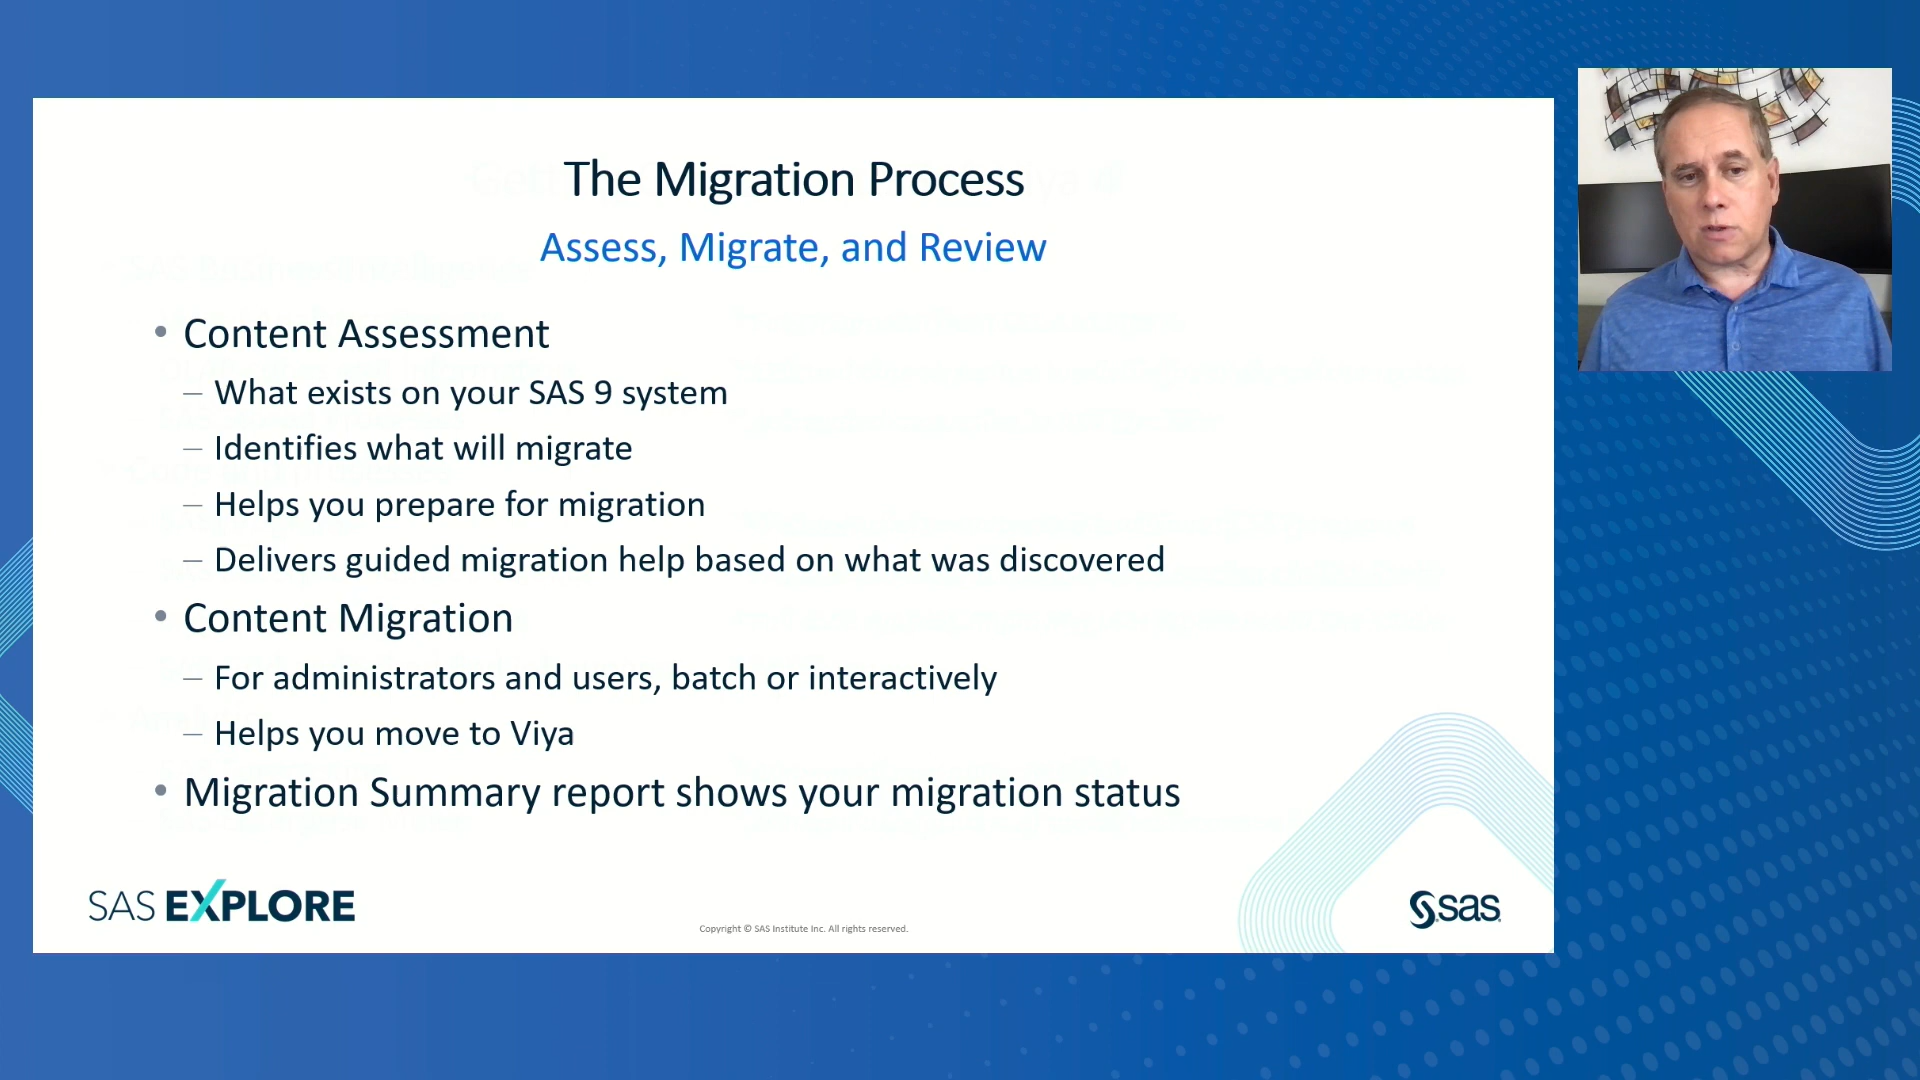 The Migration Process
Assess, Migrate, and Review
• Content Assessment
– What exists on your SAS 9 system
– Identifies what will migrate
– Helps you prepare for migration
– Delivers guided migration help based on what was discovered
• Content Migration
– For administrators and users, batch or interactively
– Helps you move to Viya
• Migration Summary report shows your migration status
SAS EXPLORE
Copyright © SAS Institute Inc. All rights reserved.
sas